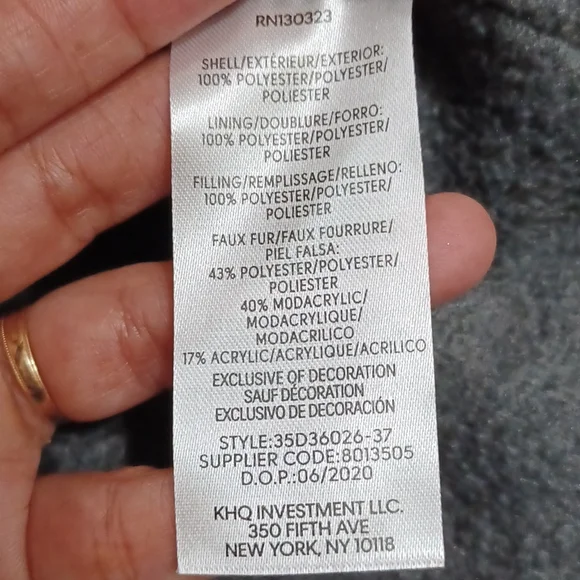 RN130323
SHELL/EXTÉRIEUR/EXTERIOR:
100% POLYESTER/POLYESTER/
POLIESTER
LINING/DOUBLURE/FORRO:
100% POLYESTER/POLYESTER/
POLIESTER
FILLING/REMPLISSAGE/RELLENO:
100% POLYESTER/POLYESTER/
POLIESTER
FAUX FUR/FAUX FOURRURE/
PIEL FALSA:
43% POLYESTER/POLYESTER/
POLIESTER
40% MODACRYLIC/
MODACRYLIQUE/
MODACRILICO
17% ACRYLIC/ACRYLIQUE/ACRILICO
EXCLUSIVE OF DECORATION
SAUF DÉCORATION
EXCLUSIVO DE DECORACIÓN
STYLE:35D36026-37
SUPPLIER CODE:8013505
D.O.P.:06/2020
KHQ INVESTMENT LLC.
350 FIFTH AVE
NEW YORK, NY 10118